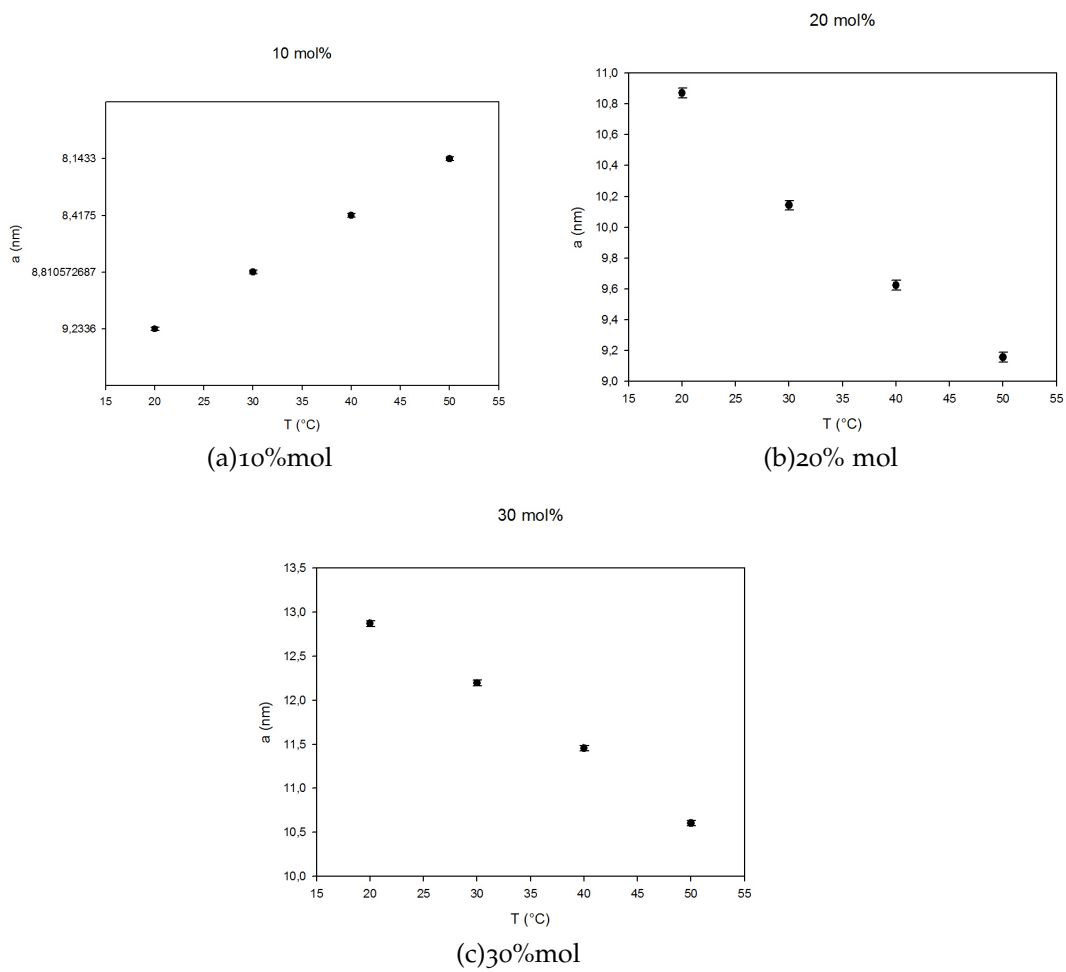 10 mol%
8,1433
8,4175
8,810572687
9,2336
a (nm)
15 20 25 30 35 40 45 50 55
T (°C)
(a)10%mol
20 mol%
11,0
10,8
10,6
10,4
10,2
10,0
9,8
9,6
9,4
9,2
9,0
a (nm)
15 20 25 30 35 40 45 50 55
T (°C)
(b)20% mol
30 mol%
13,5
13,0
12,5
12,0
11,5
11,0
10,5
10,0
a (nm)
15 20 25 30 35 40 45 50 55
T (°C)
(c)30%mol